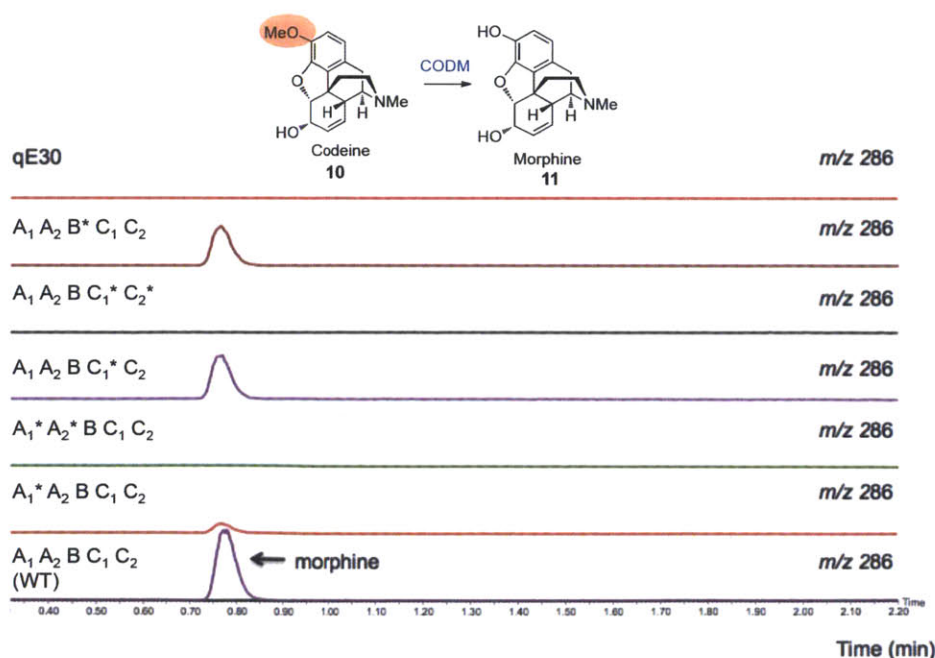 MeO
O
H
H
NMe
HO
Codeine
10
CODM
HO
O
H
H
NMe
HO
Morphine
11
qE30 m/z 286
A₁ A₂ B* C₁ C₂ m/z 286
A₁ A₂ B C₁* C₂* m/z 286
A₁ A₂ B C₁* C₂ m/z 286
A₁* A₂* B C₁ C₂ m/z 286
A₁* A₂ B C₁ C₂ m/z 286
A₁ A₂ B C₁ C₂ morphine m/z 286
(WT)
0.40 0.50 0.60 0.70 0.80 0.90 1.00 1.10 1.20 1.30 1.40 1.50 1.60 1.70 1.80 1.90 2.00 2.10 2.20 Time
Time (min)